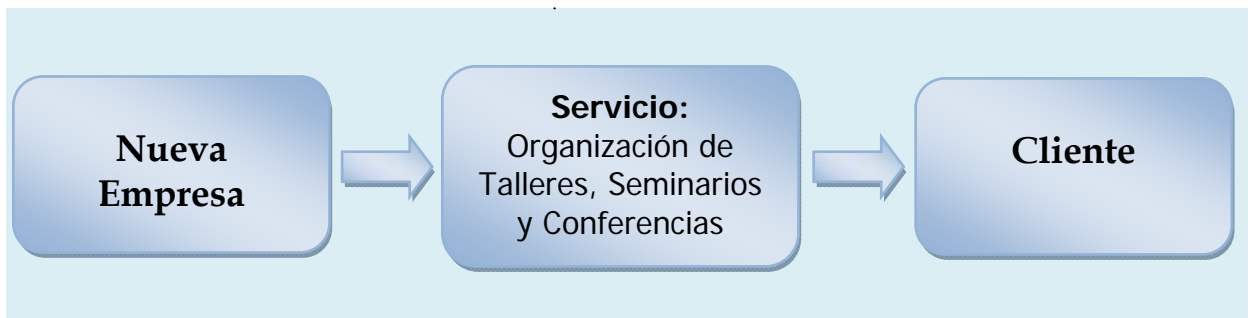 Nueva
Empresa
Servicio:
Organización de
Talleres, Seminarios
y Conferencias
Cliente